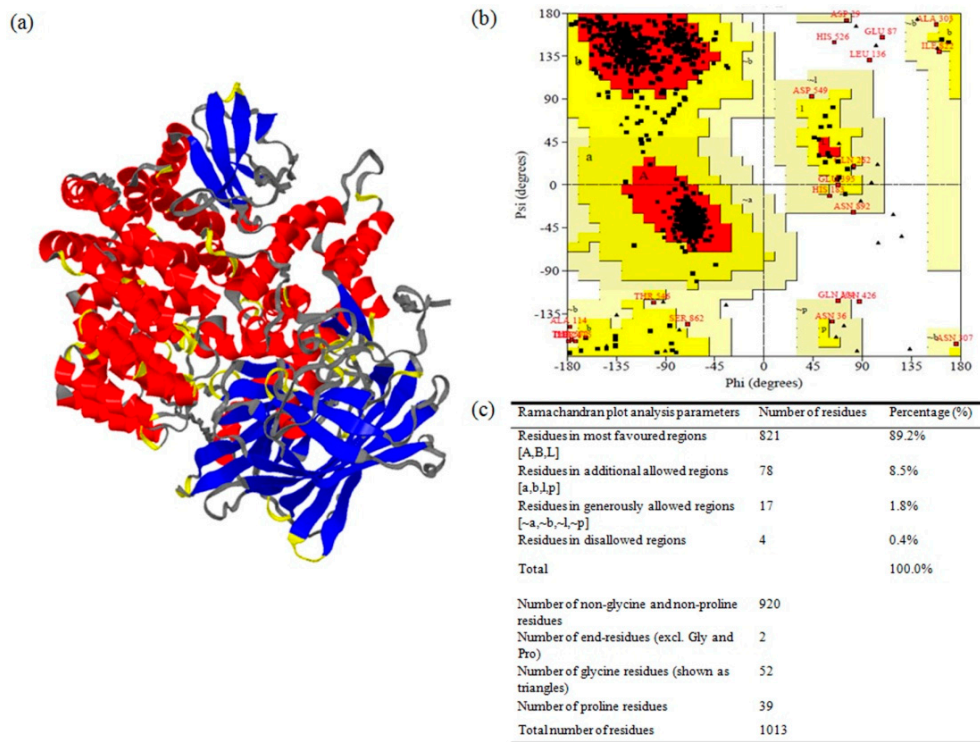 (a)
(b)
180
135
90
45
0
-45
-90
-135
-180
-135
-90
-45
0
45
90
135
180
Psi (degrees)
Phi (degrees)
ASP 29
ALA 303
GLU 87
HIS 526
LEU 136
ASP 549
ASN 892
ASN 426
SER 862
ASN 36
ALA 114
ASN 307
b
~b
~l
l
a
A
~a
~b
b
~b
b
~p
p
~b
(c)
Ramachandran plot analysis parameters Number of residues Percentage (%)
Residues in most favoured regions 821 89.2%
[A,B,L]
Residues in additional allowed regions 78 8.5%
[a,b,l,p]
Residues in generously allowed regions 17 1.8%
[~a,~b,~l,~p]
Residues in disallowed regions 4 0.4%
Total 100.0%
Number of non-glycine and non-proline 920
residues
Number of end-residues (excl. Gly and 2
Pro)
Number of glycine residues (shown as 52
triangles)
Number of proline residues 39
Total number of residues 1013